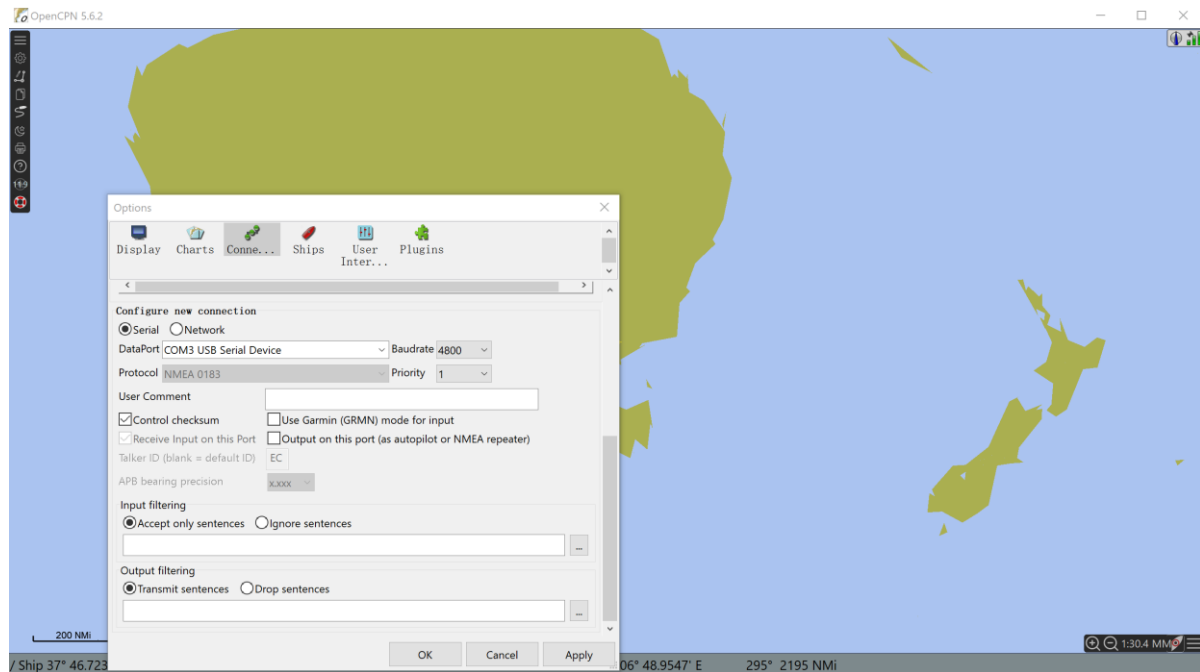 OpenCPN 5.6.2
Options
Display Charts Conne... Ships User Inter... Plugins
Configure new connection
Serial Network
DataPort COM3 USB Serial Device Baudrate 4800
Protocol NMEA 0183 Priority 1
User Comment
Control checksum Use Garmin (GRMN) mode for input
Receive Input on this Port Output on this port (as autopilot or NMEA repeater)
Talker ID (blank = default ID) EC
APB bearing precision x.xxx
Input filtering
Accept only sentences Ignore sentences
...
Output filtering
Transmit sentences Drop sentences
...
200 NMi
OK Cancel Apply
1:30.4 MM
/ Ship 37° 46.723 06° 48.9547' E 295° 2195 NMi